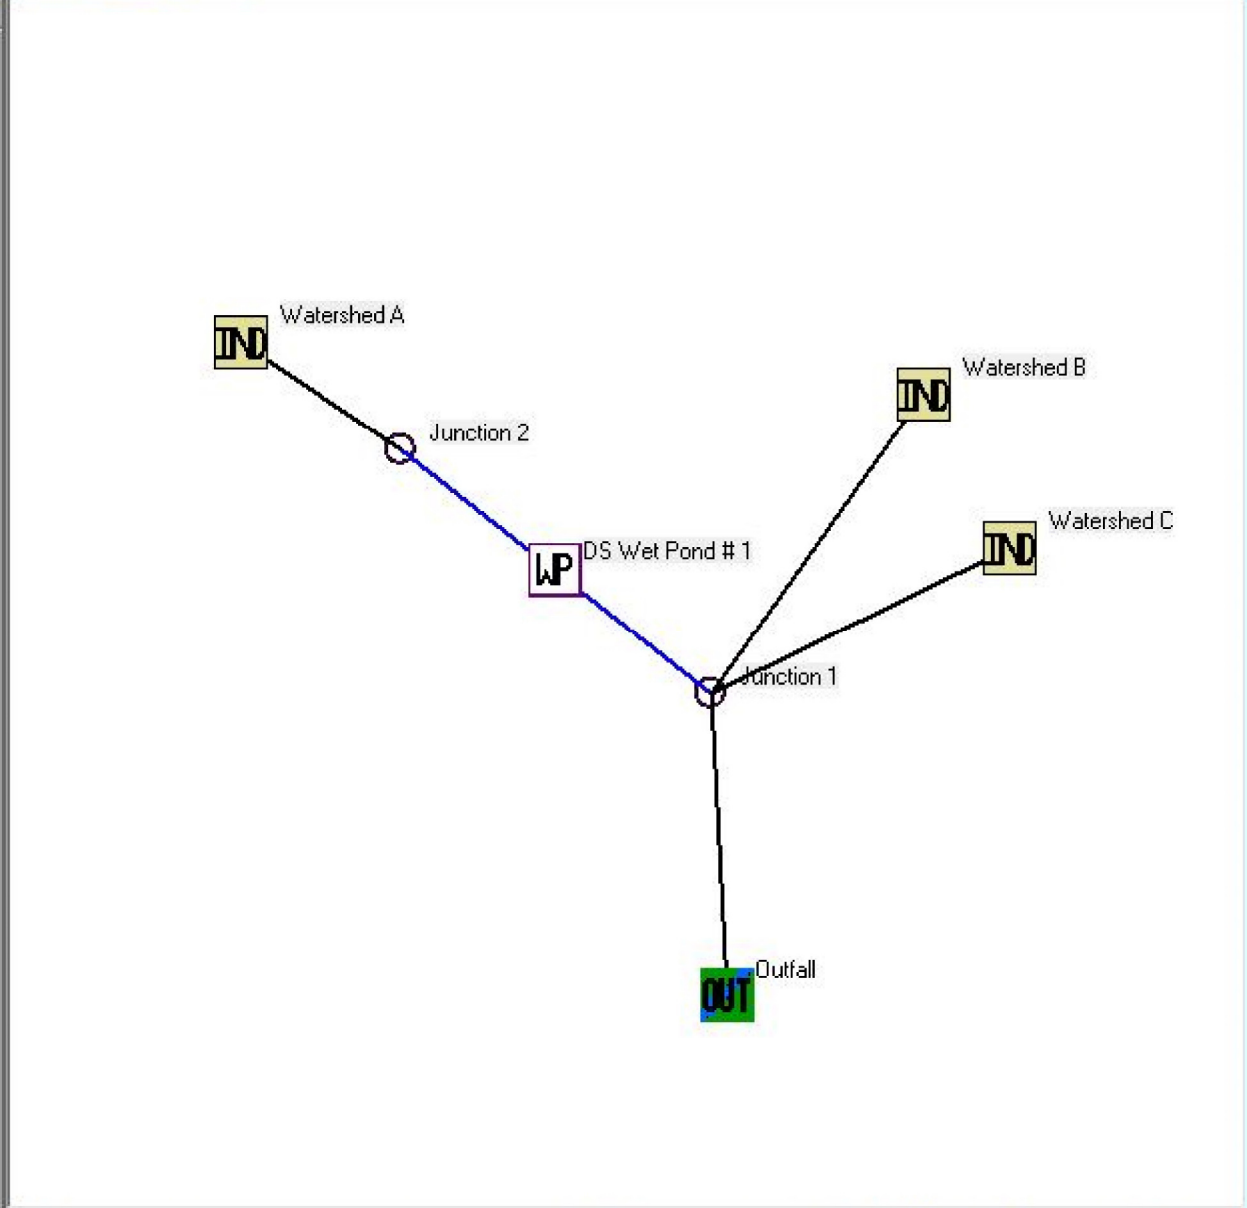 IND Watershed A
IND Watershed B
Junction 2
IND Watershed C
WP DS Wet Pond # 1
Junction 1
OUT Outfall